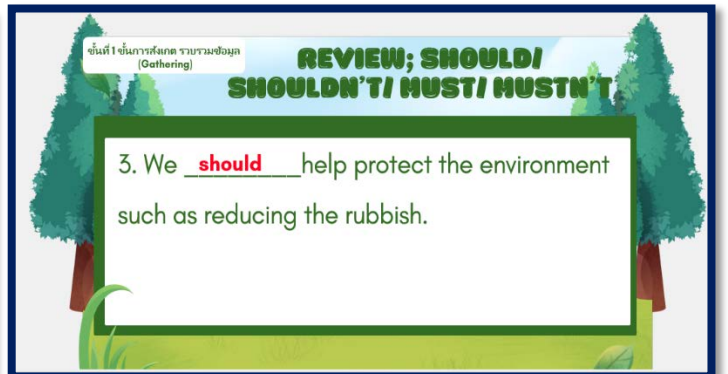 ขั้นที่ 1 ขั้นการสังเกต รวบรวมข้อมูล
(Gathering)
REVIEW; SHOULD/
SHOULDN'T/ MUST/ MUSTN'T
3. We should help protect the environment
such as reducing the rubbish.